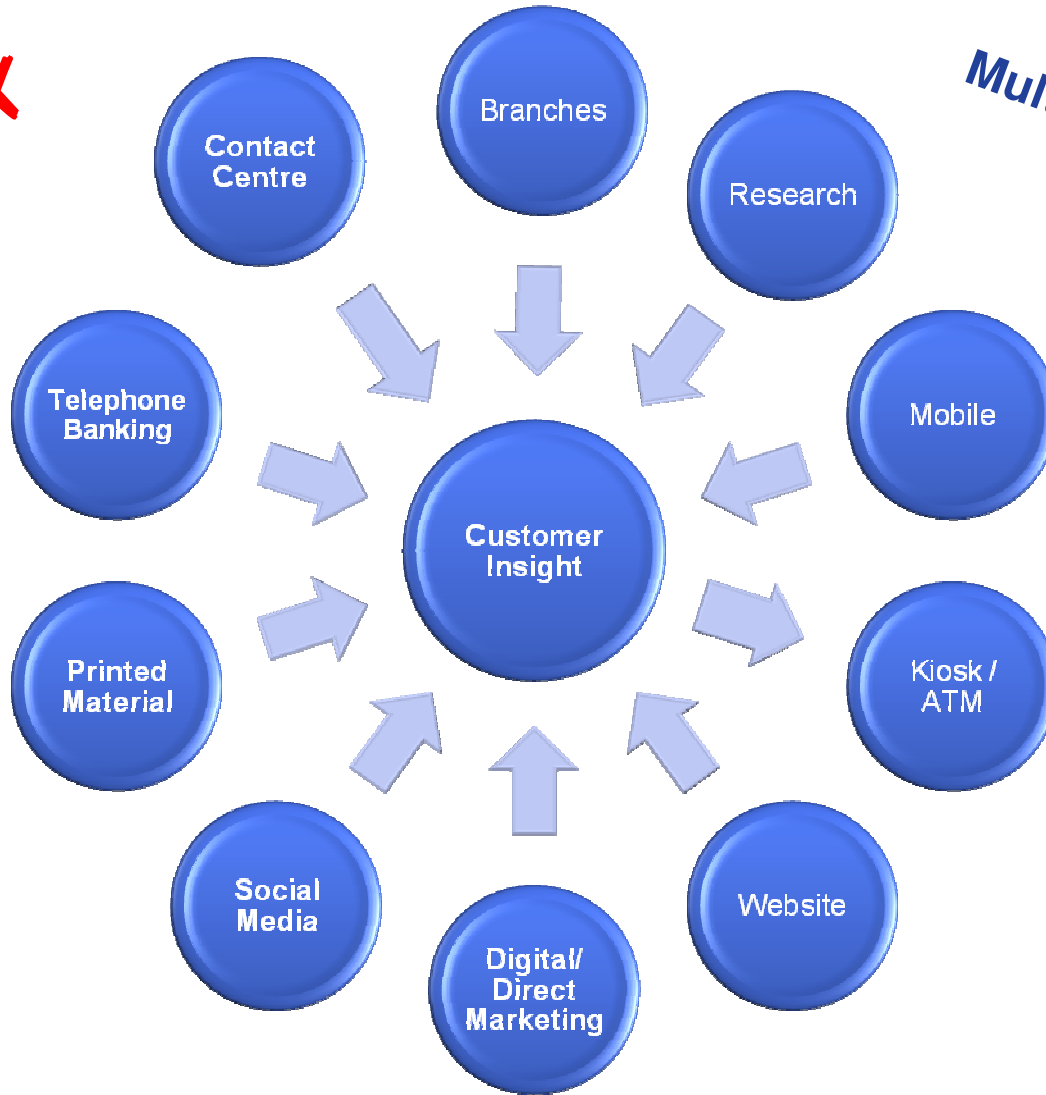 Branches
Contact
Centre
Research
Telephone
Banking
Mobile
Customer
Insight
Printed
Material
Kiosk /
ATM
Social
Media
Website
Digital/
Direct
Marketing